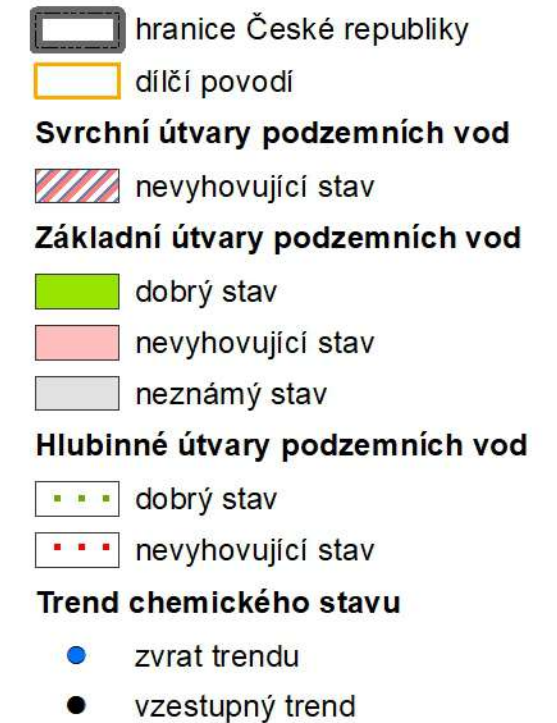 hranice České republiky
dílčí povodí
Svrchní útvary podzemních vod
nevyhovující stav
Základní útvary podzemních vod
dobrý stav
nevyhovující stav
neznámý stav
Hlubinné útvary podzemních vod
dobrý stav
nevyhovující stav
Trend chemického stavu
zvrat trendu
vzestupný trend